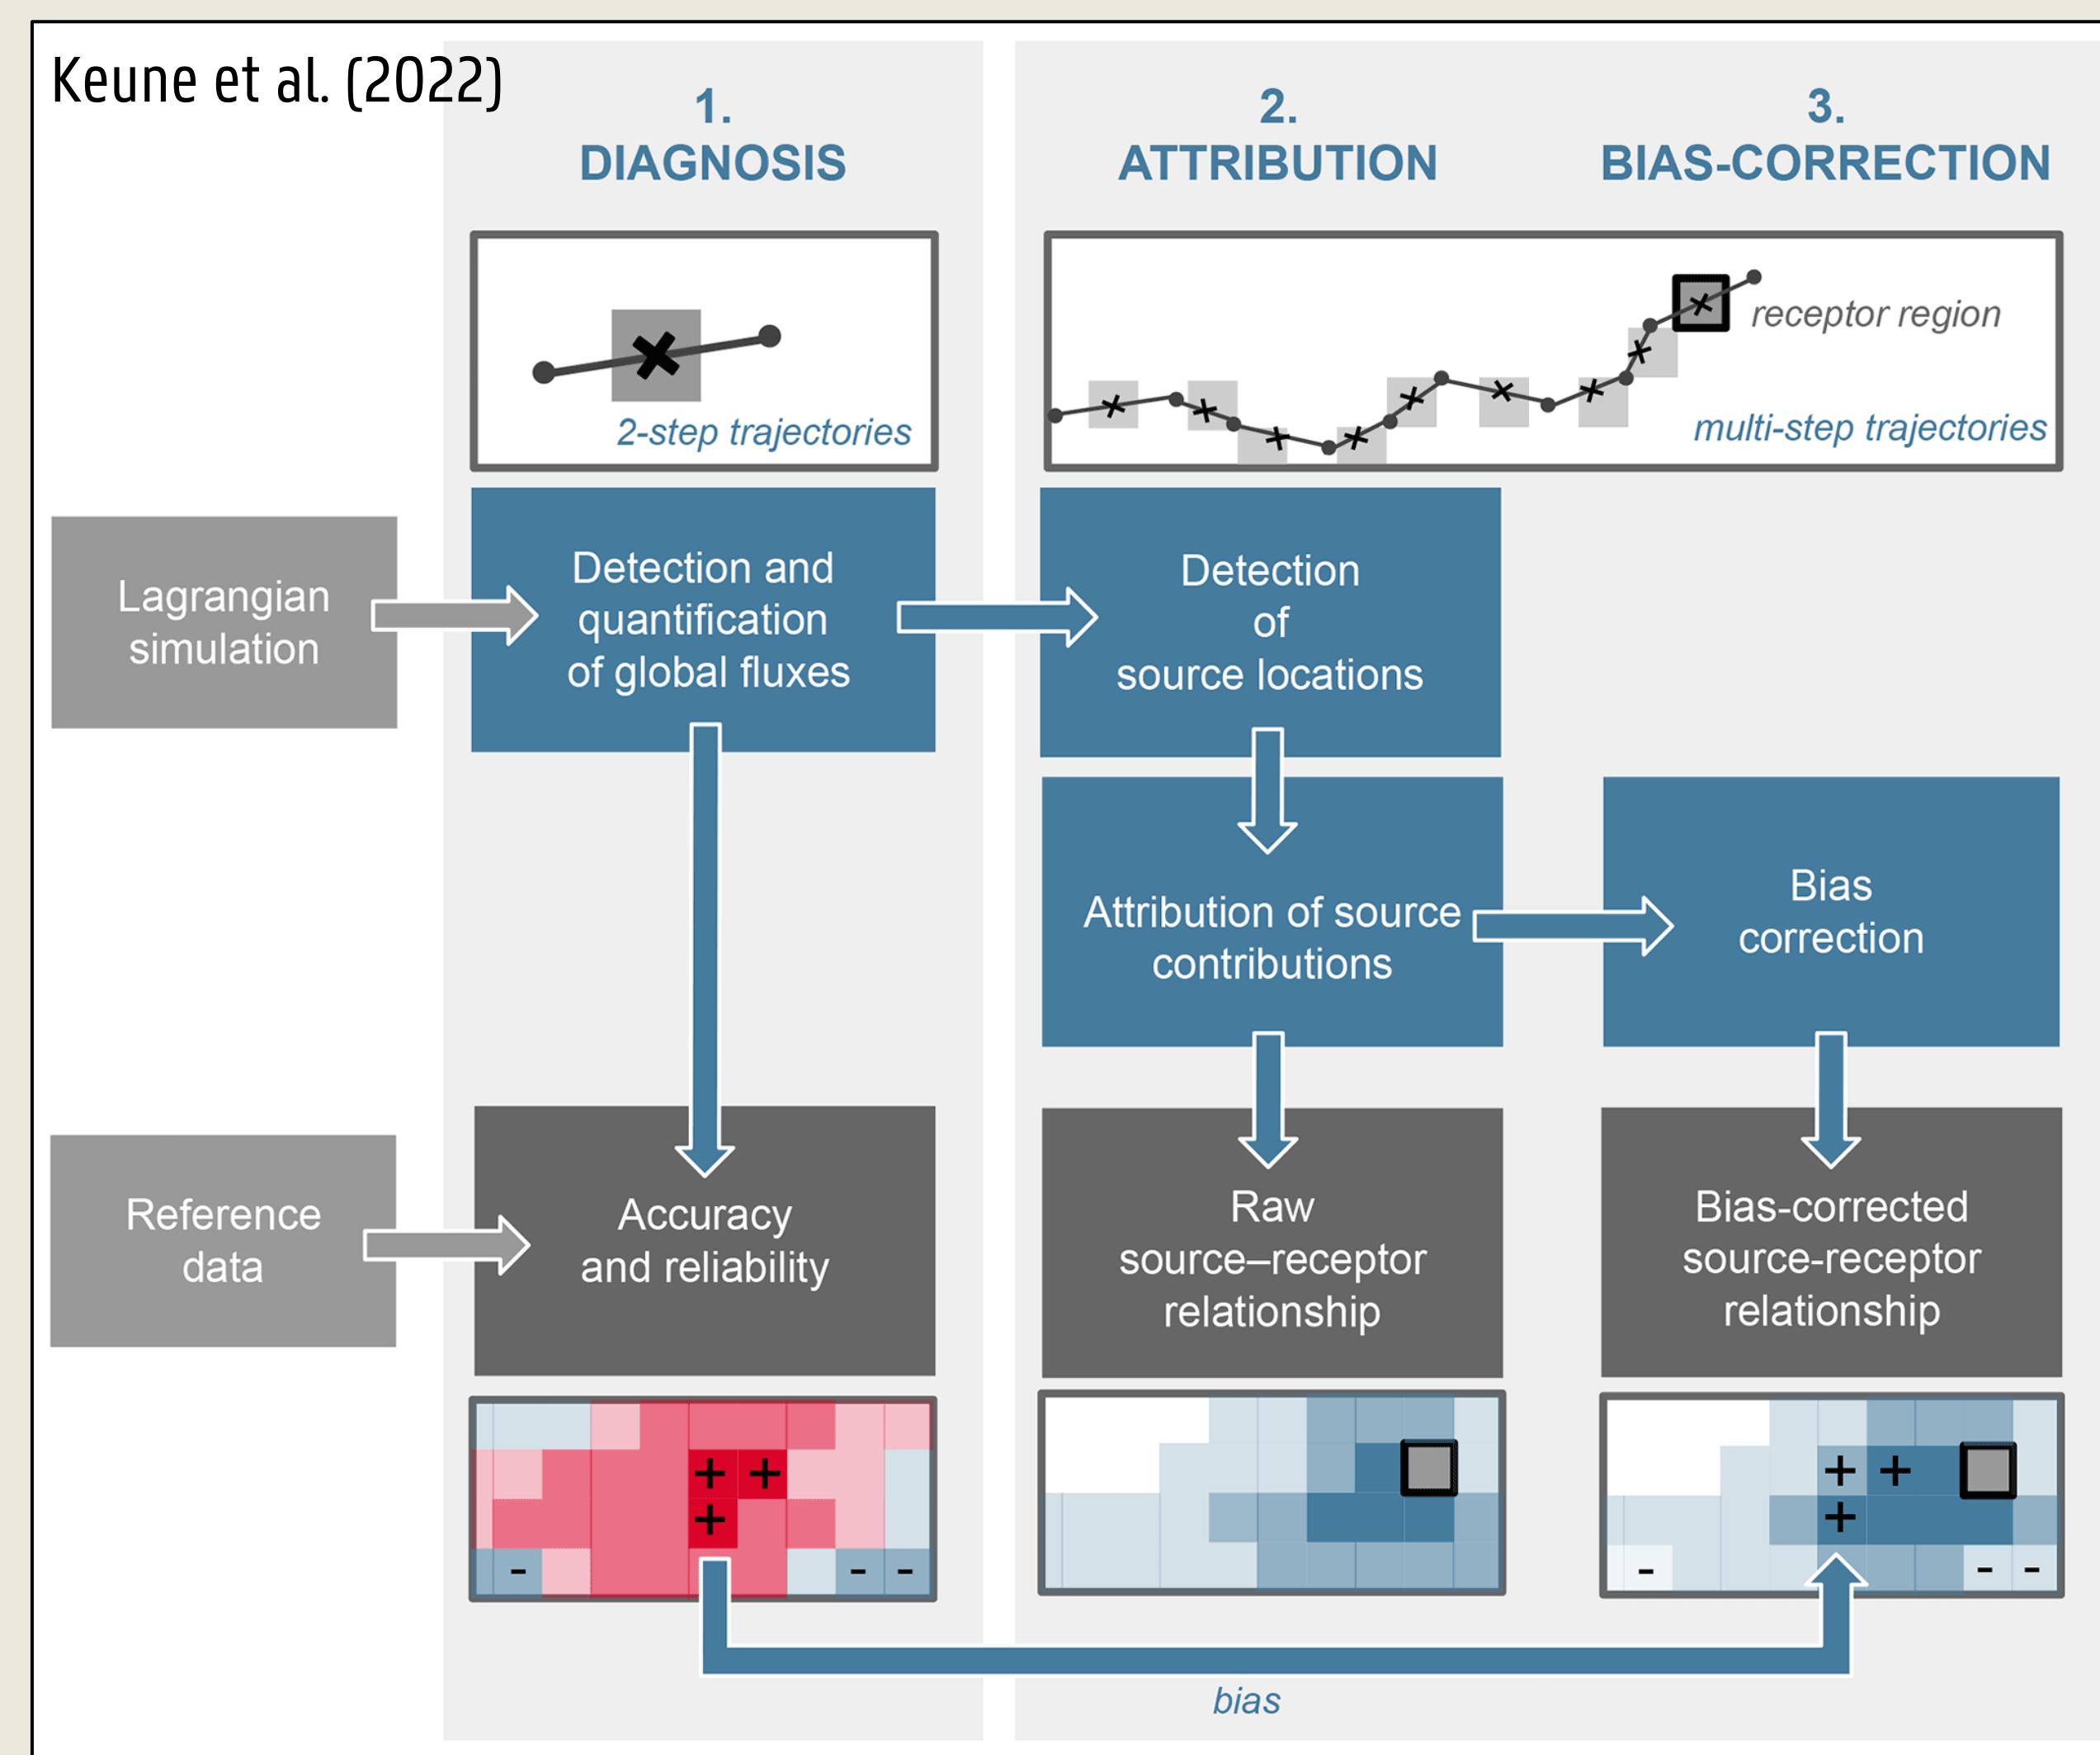 Keune et al. (2022)
1.
DIAGNOSIS
2.
ATTRIBUTION
3.
BIAS-CORRECTION
2-step trajectories
receptor region
multi-step trajectories
Lagrangian
simulation
Detection and
quantification
of global fluxes
Detection
of
source locations
Attribution of source
contributions
Bias
correction
Reference
data
Accuracy
and reliability
Raw
source–receptor
relationship
Bias-corrected
source-receptor
relationship
+ +
+
- - -
+ +
+
- - -
bias